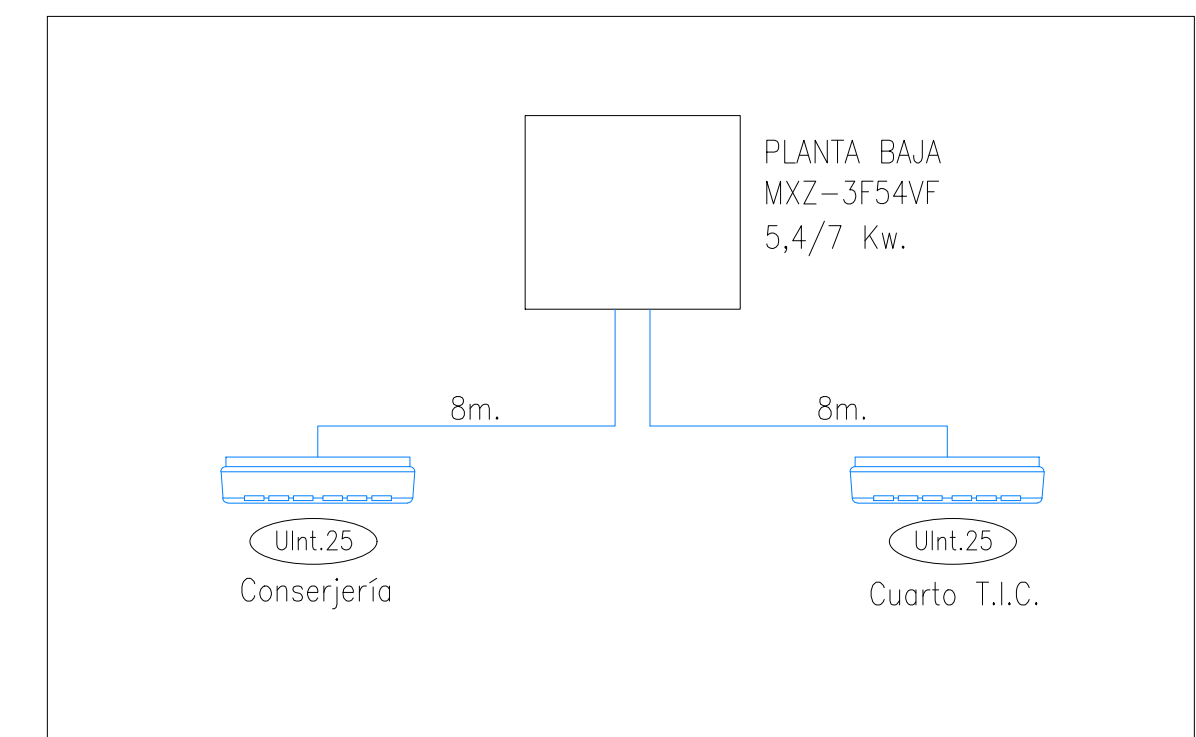 PLANTA BAJA
MXZ-3F54VF
5,4/7 Kw.
8m.
8m.
UInt.25
UInt.25
Conserjería
Cuarto T.I.C.